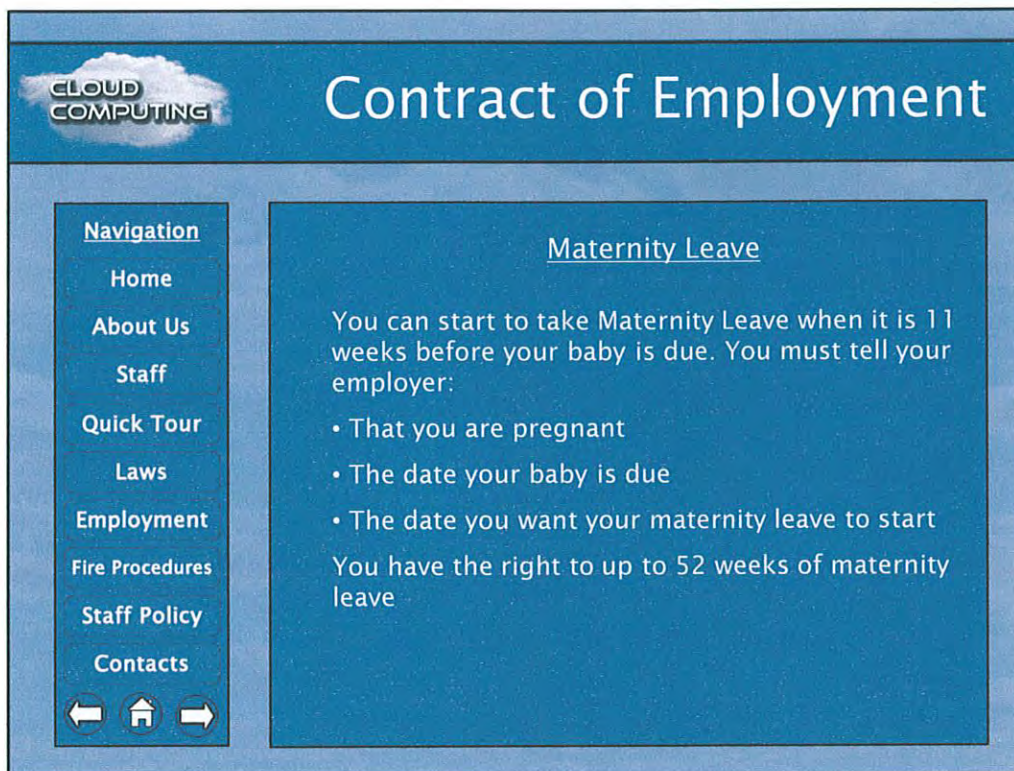 CLOUD
COMPUTING
Contract of Employment
Navigation
Home
About Us
Staff
Quick Tour
Laws
Employment
Fire Procedures
Staff Policy
Contacts
Maternity Leave
You can start to take Maternity Leave when it is 11
weeks before your baby is due. You must tell your
employer:
• That you are pregnant
• The date your baby is due
• The date you want your maternity leave to start
You have the right to up to 52 weeks of maternity
leave